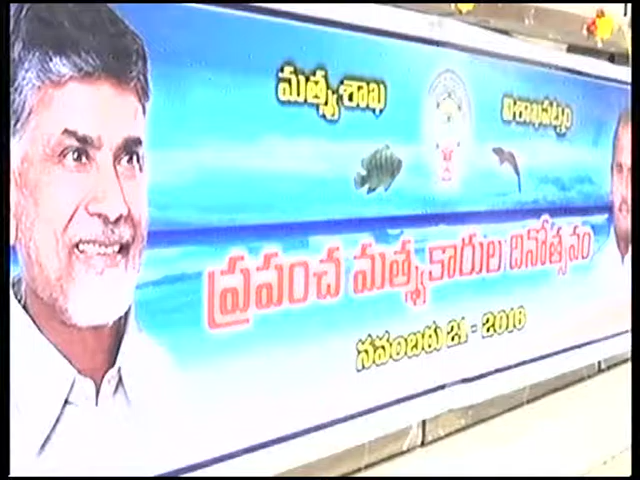 మత్స్యశాఖ
విశాఖపట్నం
ప్రపంచ మత్స్యకారుల దినోత్సవం
నవంబరు 21 - 2016